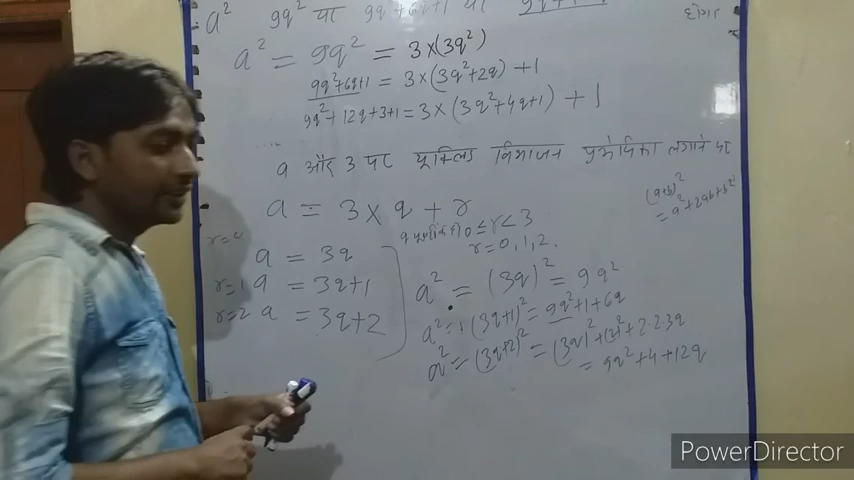 a² 9q² या 9q²+6q+1 या
होगा
a² = 9q² = 3×(3q²)
9q²+6q+1 = 3×(3q²+2q)+1
9q²+12q+3+1 = 3×(3q²+4q+1)+1
a और 3 पर यूक्लिड विभाजन प्रमेयिका लगाने पर
(a+b)²
= a²+2ab+b²
a = 3×q+r
0≤r<3
r=0,1,2.
a = 3q
r=1 a = 3q+1
r=2 a = 3q+2
a² = (3q)² = 9q²
a² = (3q+1)² = 9q²+1+6q
a² = (3q+2)² = (3q)²+(2)²+2·2·3q
= 9q²+4+12q
PowerDirector